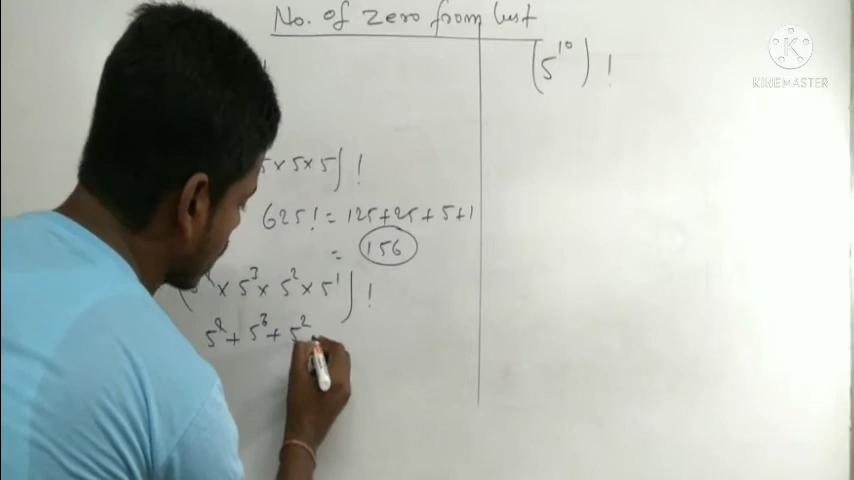 No. of zero from last
(5¹⁰)!
KINEMASTER
5×5×5)!
625! = 125+25+5+1
= 156
× 5³ × 5² × 5¹)!
+ 5³ + 5²